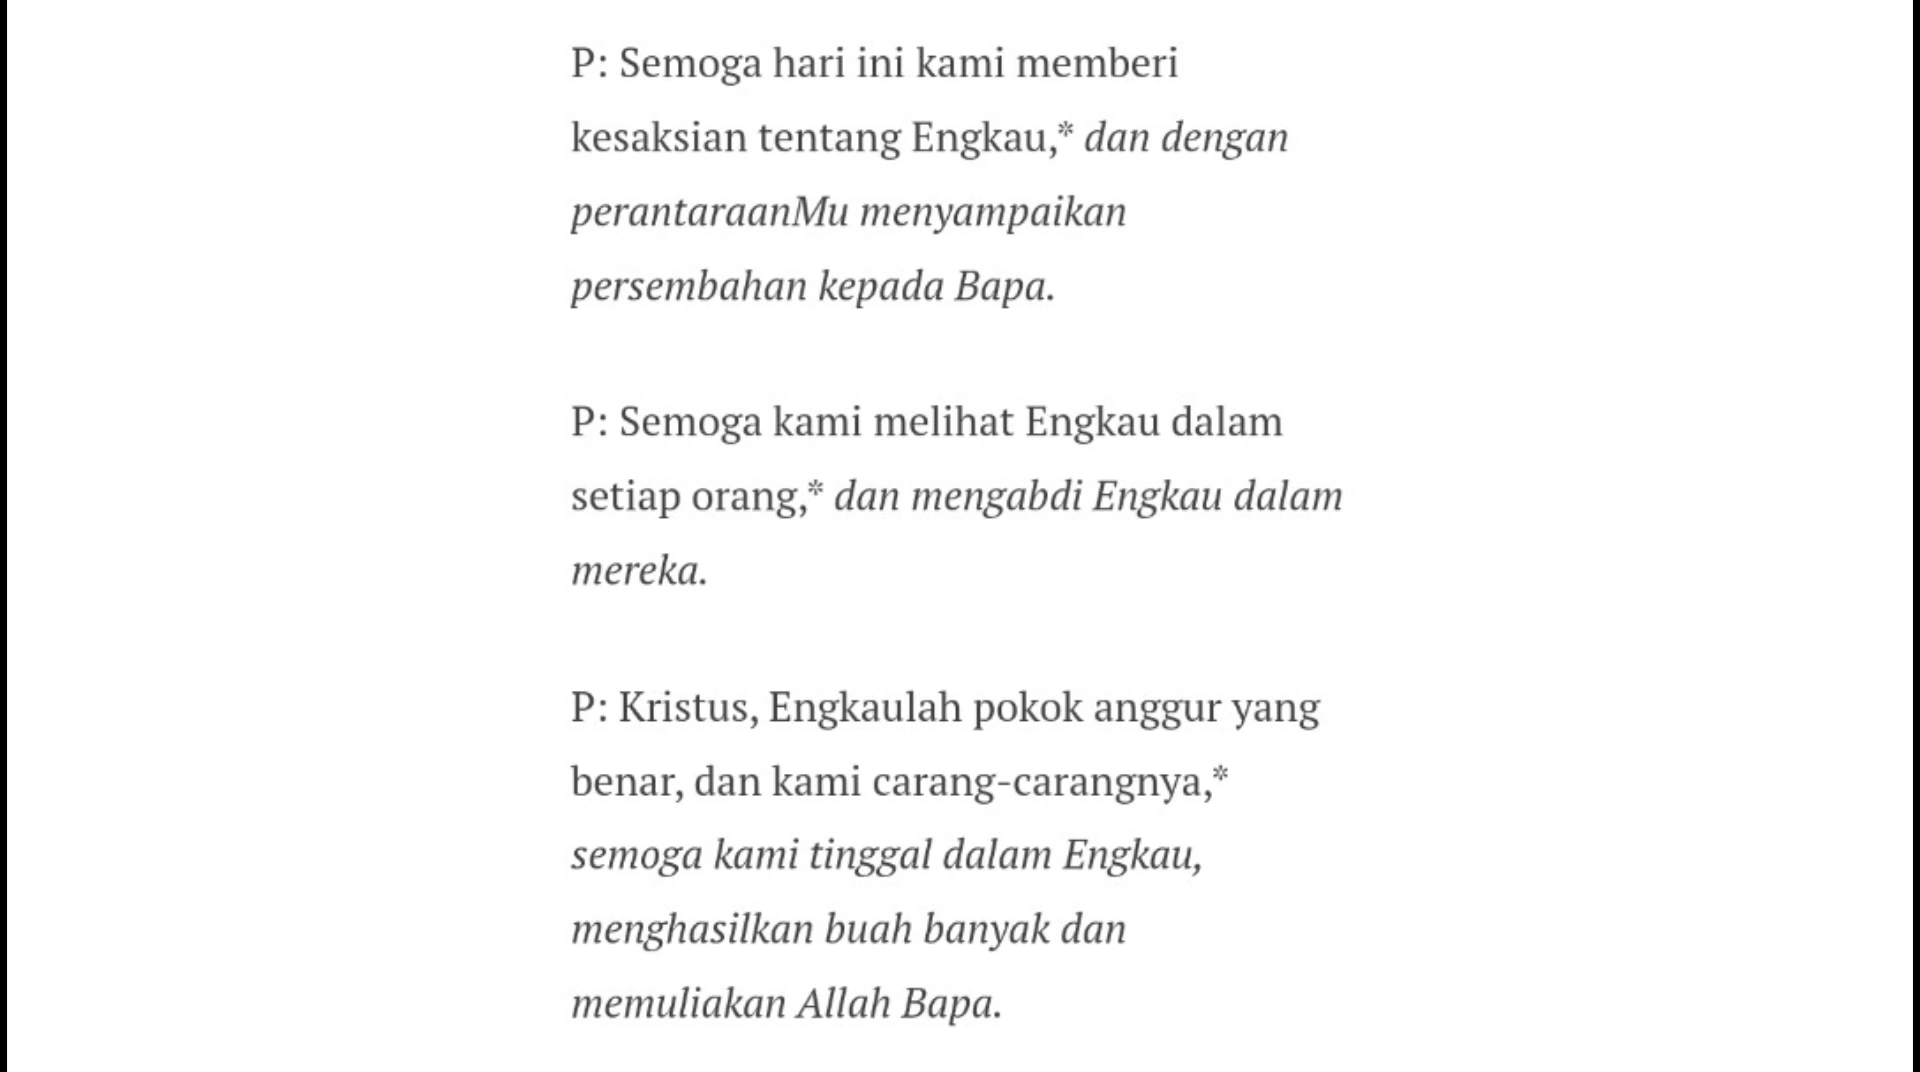 P: Semoga hari ini kami memberi
kesaksian tentang Engkau,* dan dengan
perantaraanMu menyampaikan
persembahan kepada Bapa.
P: Semoga kami melihat Engkau dalam
setiap orang,* dan mengabdi Engkau dalam
mereka.
P: Kristus, Engkaulah pokok anggur yang
benar, dan kami carang-carangnya,*
semoga kami tinggal dalam Engkau,
menghasilkan buah banyak dan
memuliakan Allah Bapa.